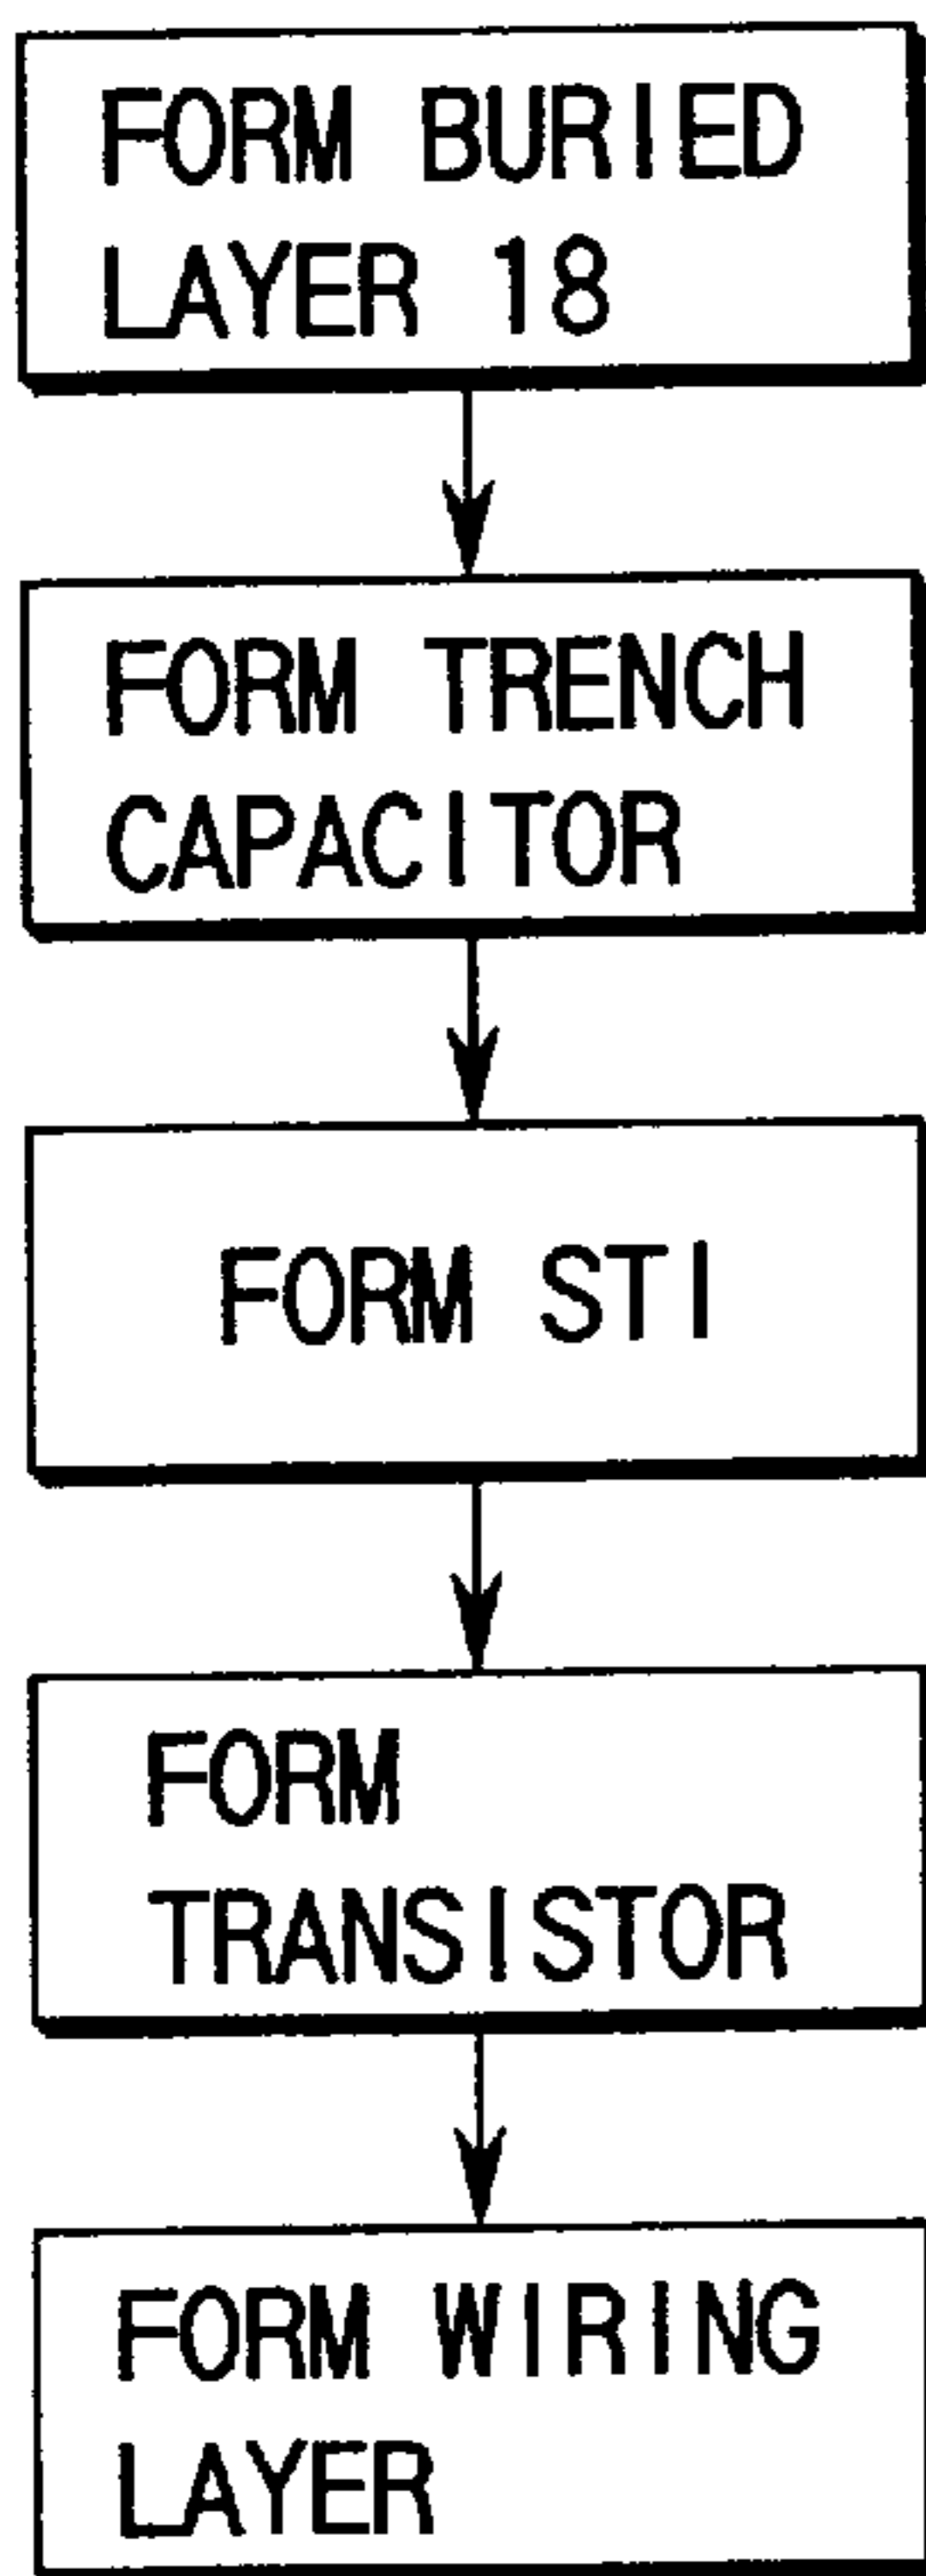 FORM BURIED
LAYER 18
FORM TRENCH
CAPACITOR
FORM STI
FORM
TRANSISTOR
FORM WIRING
LAYER